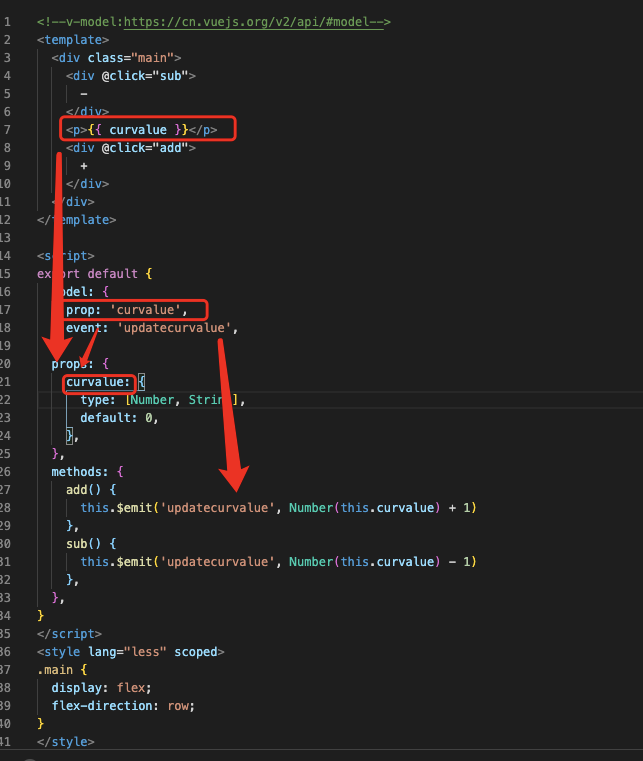 1 <!--v-model:https://cn.vuejs.org/v2/api/#model-->
2 <template>
3 <div class="main">
4 <div @click="sub">
5 -
6 </div>
7 <p>{{ curvalue }}</p>
8 <div @click="add">
9 +
10 </div>
11 </div>
12 </template>
13
14 <script>
15 export default {
16 model: {
17 prop: 'curvalue',
18 event: 'updatecurvalue',
19
20 props: {
21 curvalue: {
22 type: [Number, String],
23 default: 0,
24 },
25 },
26 methods: {
27 add() {
28 this.$emit('updatecurvalue', Number(this.curvalue) + 1)
29 },
30 sub() {
31 this.$emit('updatecurvalue', Number(this.curvalue) - 1)
32 },
33 },
34 }
35 </script>
36 <style lang="less" scoped>
37 .main {
38 display: flex;
39 flex-direction: row;
40 }
41 </style>